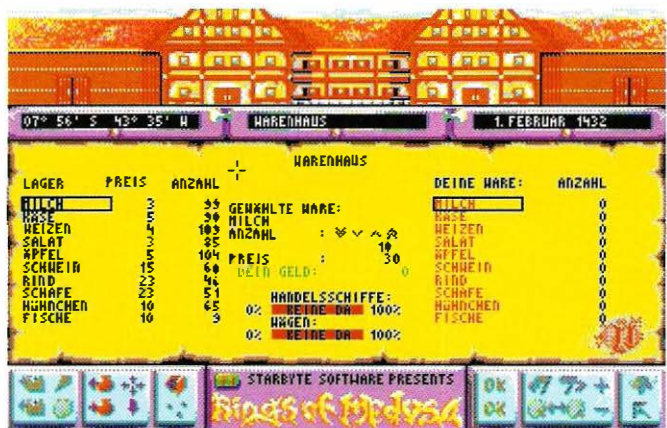 07° 56' S 43° 35' W
WARENHAUS
1. FEBRUAR 1432
WARENHAUS
LAGER PREIS ANZAHL
MILCH 3 99
KÄSE 5 90
WEIZEN 4 109
SALAT 3 85
ÄPFEL 5 104
SCHWEIN 15 60
RIND 23 46
SCHAFE 23 51
HÜHNCHEN 10 65
FISCHE 10 9
GEWÄHLTE WARE:
MILCH
ANZAHL :
10
PREIS : 30
DEIN GELD: 0
HANDELSSCHIFFE:
0% KEINE DA 100%
WÄGEN:
0% KEINE DA 100%
DEINE WARE: ANZAHL
MILCH 0
KÄSE 0
WEIZEN 0
SALAT 0
ÄPFEL 0
SCHWEIN 0
RIND 0
SCHAFE 0
HÜHNCHEN 0
FISCHE 0
STARBYTE SOFTWARE PRESENTS
Rings of Medusa
OK
OK